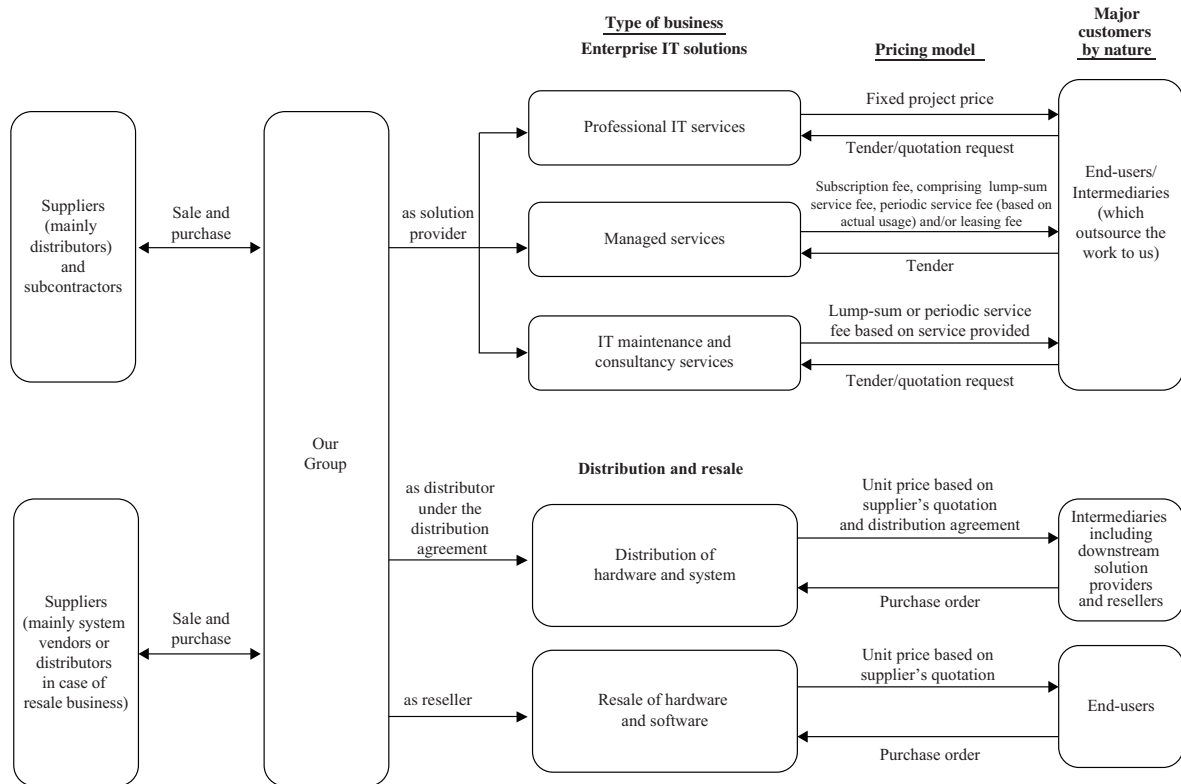 Type of business
Enterprise IT solutions
Pricing model
Major
customers
by nature
Suppliers
(mainly
distributors)
and
subcontractors
Sale and
purchase
Our
Group
as solution
provider
Professional IT services
Fixed project price
Tender/quotation request
Managed services
Subscription fee, comprising lump-sum
service fee, periodic service fee (based on
actual usage) and/or leasing fee
Tender
IT maintenance and
consultancy services
Lump-sum or periodic service
fee based on service provided
Tender/quotation request
End-users/
Intermediaries
(which
outsource the
work to us)
Distribution and resale
Suppliers
(mainly system
vendors or
distributors
in case of
resale business)
Sale and
purchase
as distributor
under the
distribution
agreement
Distribution of
hardware and system
Unit price based on
supplier’s quotation
and distribution agreement
Purchase order
Intermediaries
including
downstream
solution
providers
and resellers
as reseller
Resale of hardware
and software
Unit price based on
supplier’s quotation
Purchase order
End-users